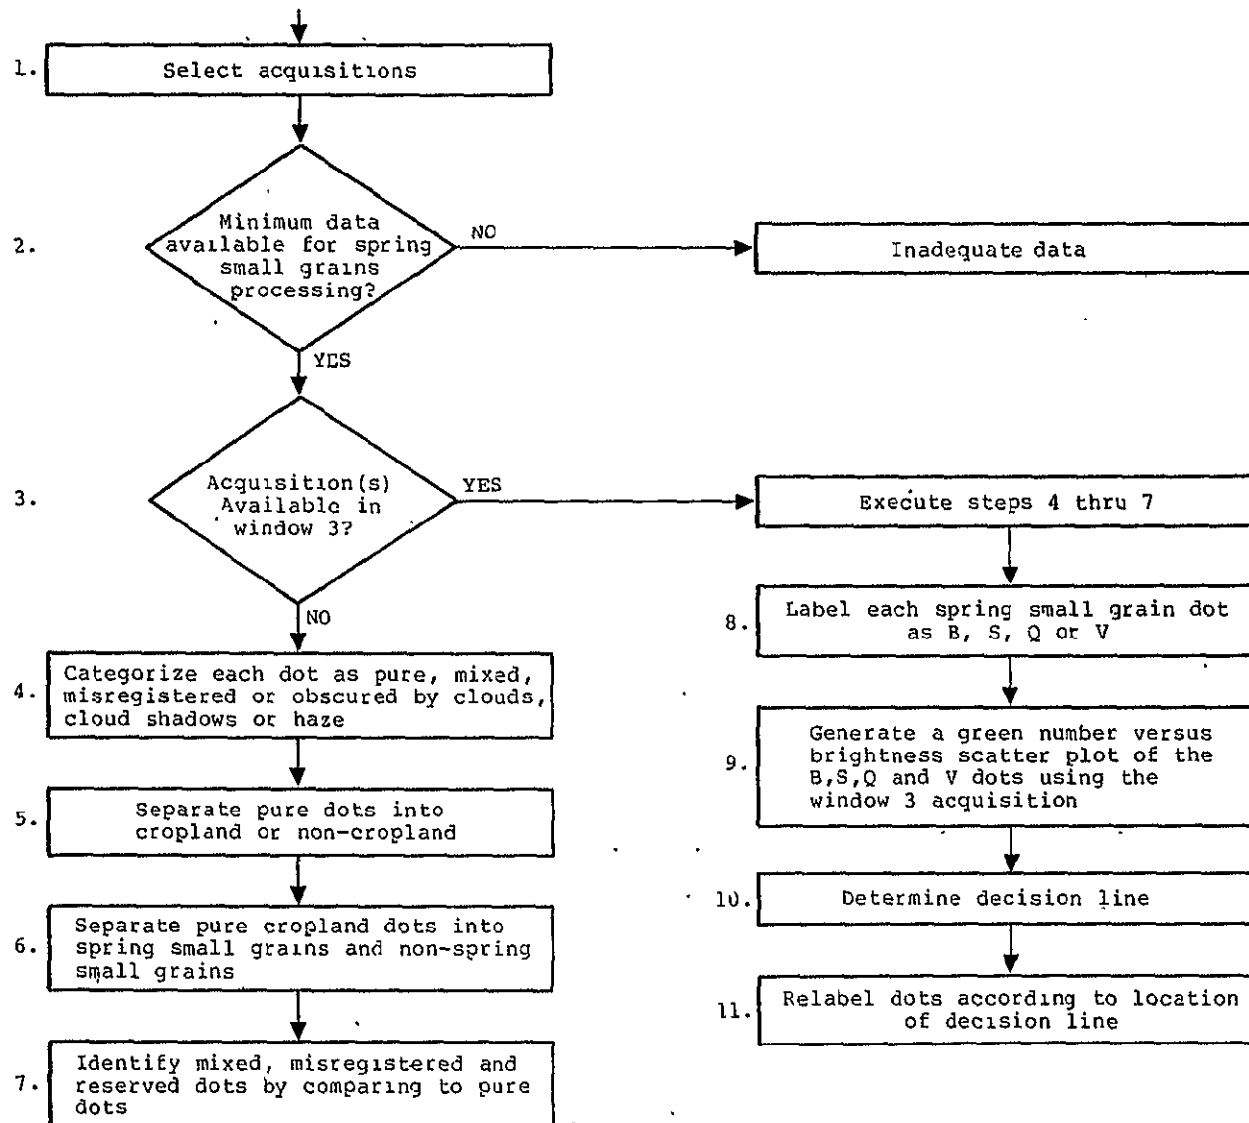 1.
Select acquisitions
2.
Minimum data
available for spring
small grains
processing?
NO
Inadequate data
YES
3.
Acquisition(s)
Available in
window 3?
YES
Execute steps 4 thru 7
NO
4.
Categorize each dot as pure, mixed,
misregistered or obscured by clouds,
cloud shadows or haze
5.
Separate pure dots into
cropland or non-cropland
6.
Separate pure cropland dots into
spring small grains and non-spring
small grains
7.
Identify mixed, misregistered and
reserved dots by comparing to pure
dots
8.
Label each spring small grain dot
as B, S, Q or V
9.
Generate a green number versus
brightness scatter plot of the
B,S,Q and V dots using the
window 3 acquisition
10.
Determine decision line
11.
Relabel dots according to location
of decision line